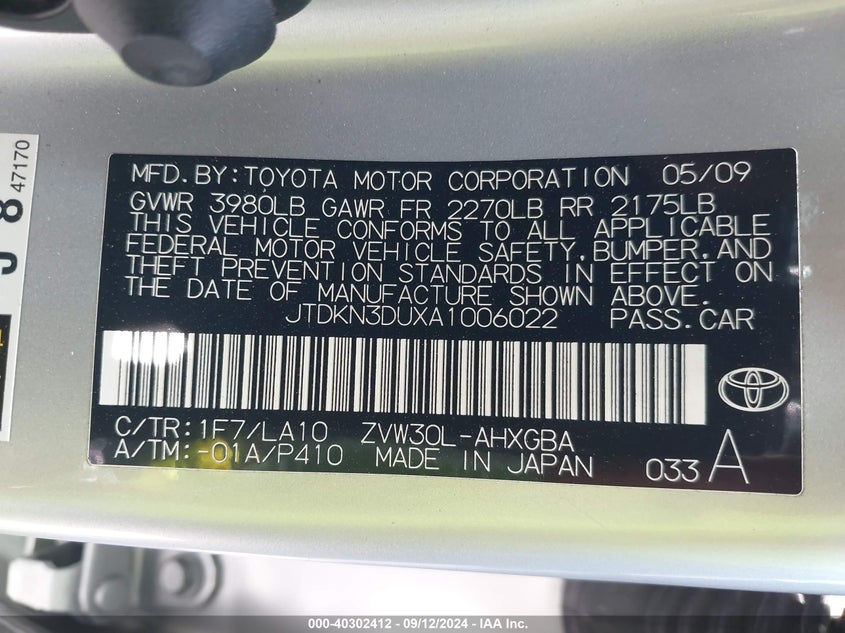 MFD. BY: TOYOTA MOTOR CORPORATION 05/09
GVWR 3980LB GAWR FR 2270LB RR 2175LB
THIS VEHICLE CONFORMS TO ALL APPLICABLE
FEDERAL MOTOR VEHICLE SAFETY, BUMPER, AND
THEFT PREVENTION STANDARDS IN EFFECT ON
THE DATE OF MANUFACTURE SHOWN ABOVE.
JTDKN3DUXA1006022 PASS. CAR
C/TR: 1F7/LA10 ZVW30L-AHXGBA
A/TM: -01A/P410 MADE IN JAPAN 033 A
47170
000-40302412 - 09/12/2024 - IAA Inc.